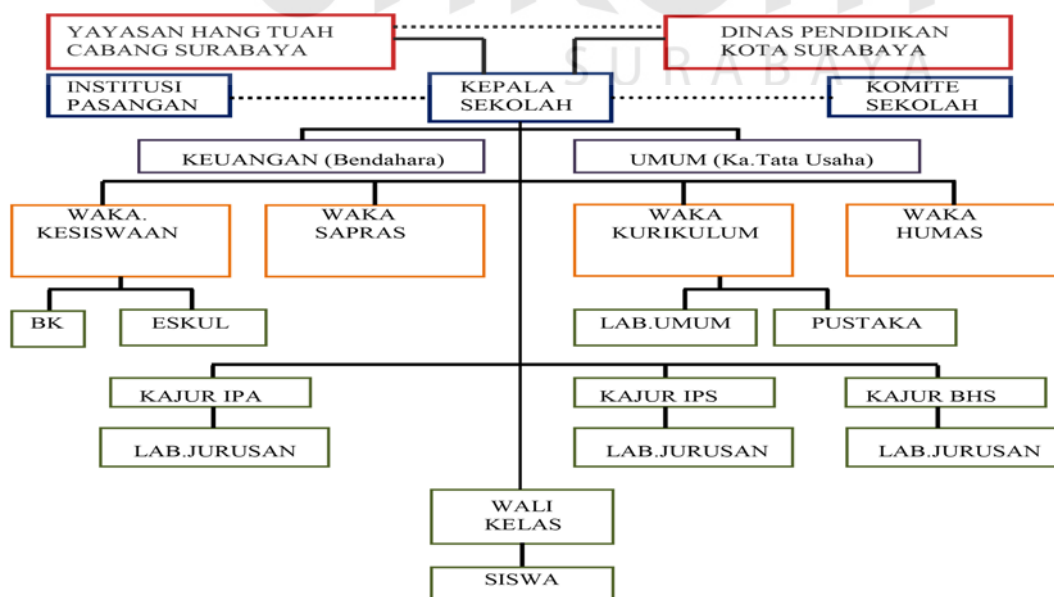 YAYASAN HANG TUAH
CABANG SURABAYA
DINAS PENDIDIKAN
KOTA SURABAYA
SURABAYA
INSTITUSI
PASANGAN
KEPALA
SEKOLAH
KOMITE
SEKOLAH
KEUANGAN (Bendahara)
UMUM (Ka.Tata Usaha)
WAKA.
KESISWAAN
WAKA
SAPRAS
WAKA
KURIKULUM
WAKA
HUMAS
BK
ESKUL
LAB.UMUM
PUSTAKA
KAJUR IPA
KAJUR IPS
KAJUR BHS
LAB.JURUSAN
LAB.JURUSAN
LAB.JURUSAN
WALI
KELAS
SISWA